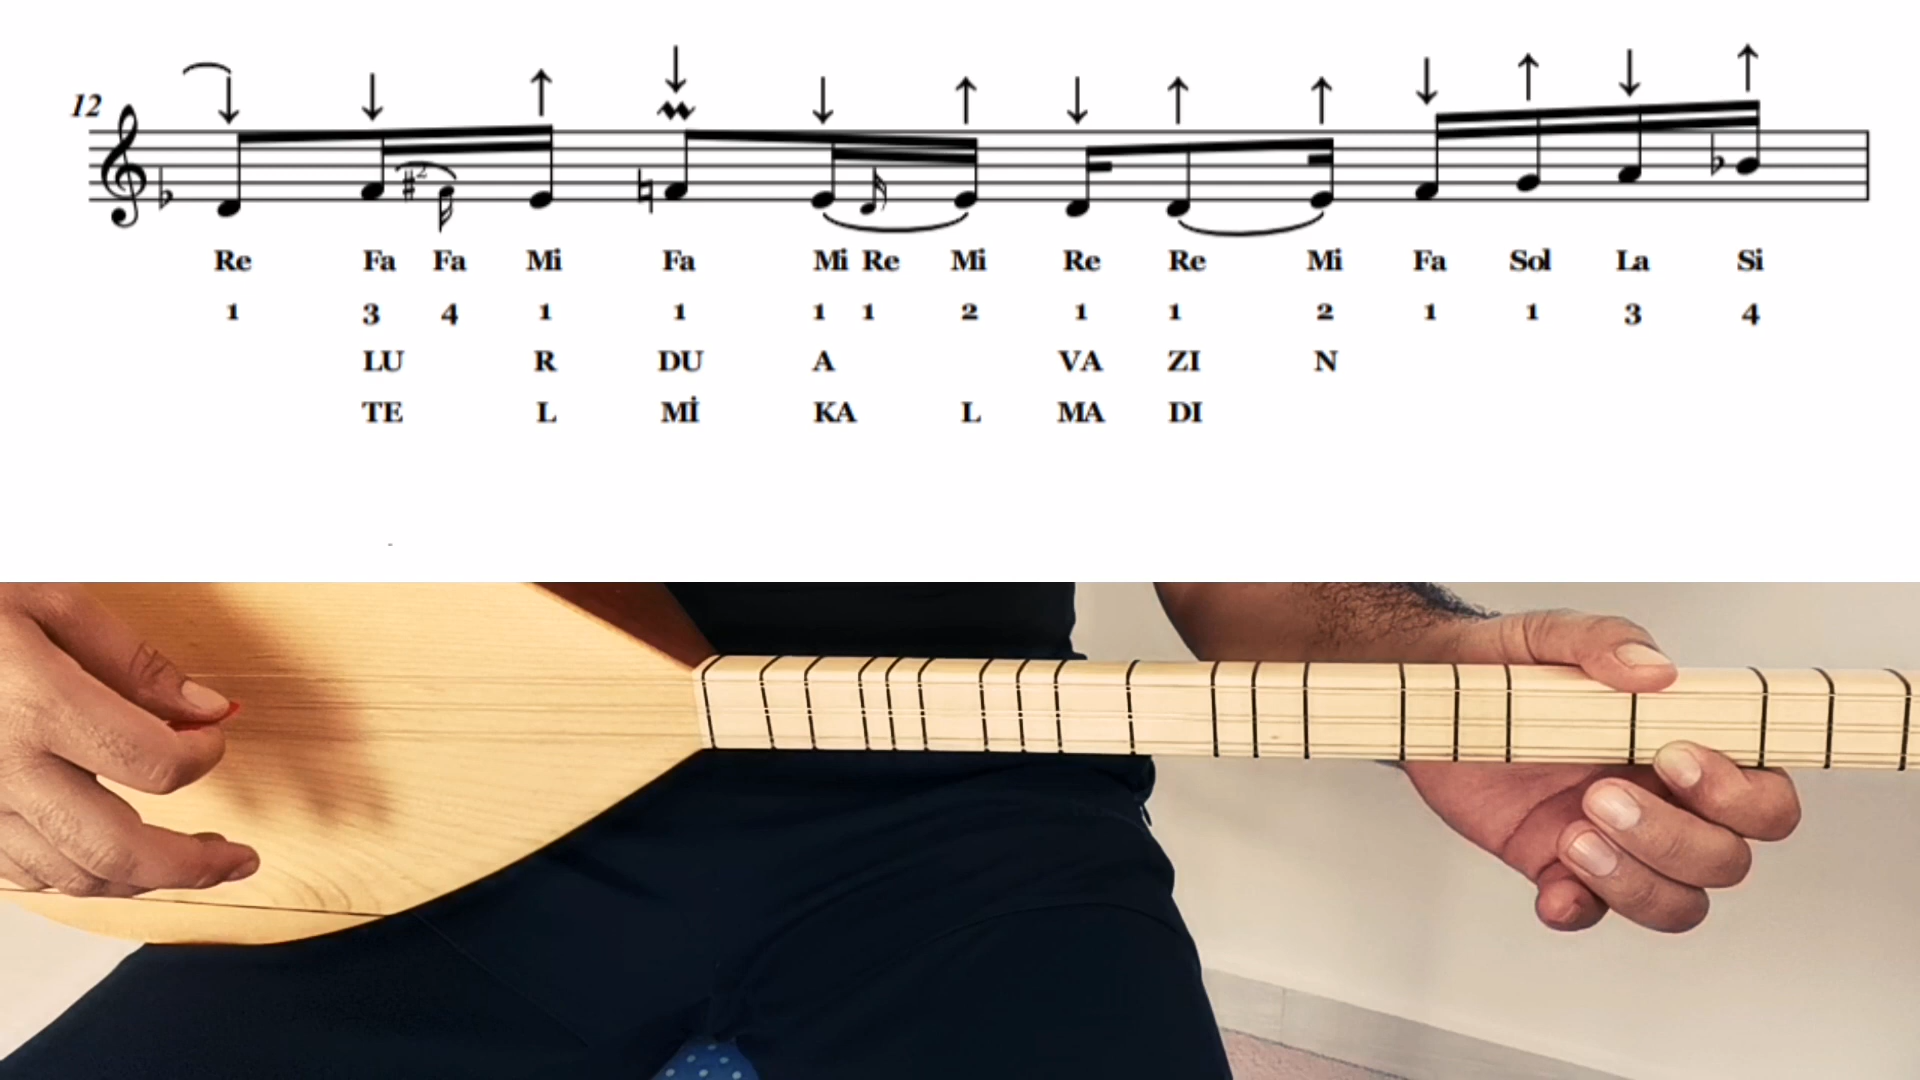 12
2
Re Fa Fa Mi Fa Mi Re Mi Re Re Mi Fa Sol La Si
1 3 4 1 1 1 1 2 1 1 2 1 1 3 4
LU R DU A VA ZI N
TE L Mİ KA L MA DI